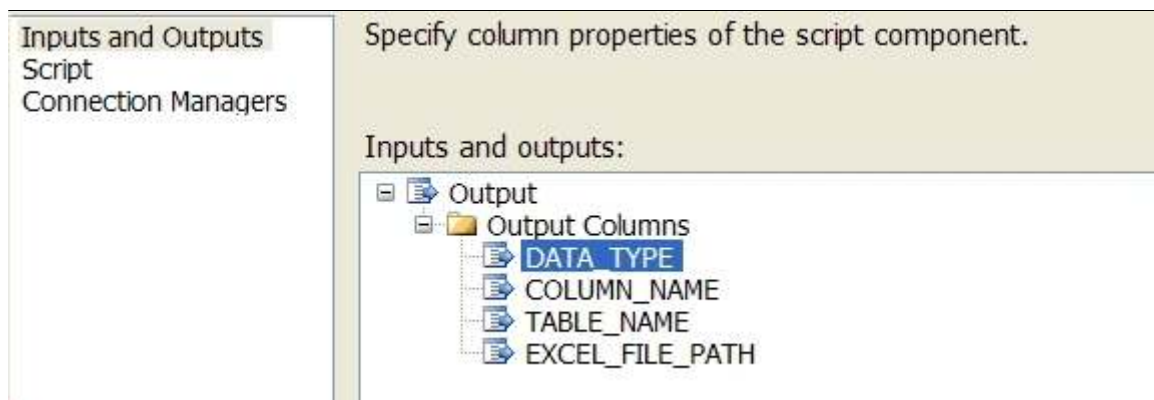 Inputs and Outputs
Script
Connection Managers
Specify column properties of the script component.
Inputs and outputs:
Output
Output Columns
DATA_TYPE
COLUMN_NAME
TABLE_NAME
EXCEL_FILE_PATH